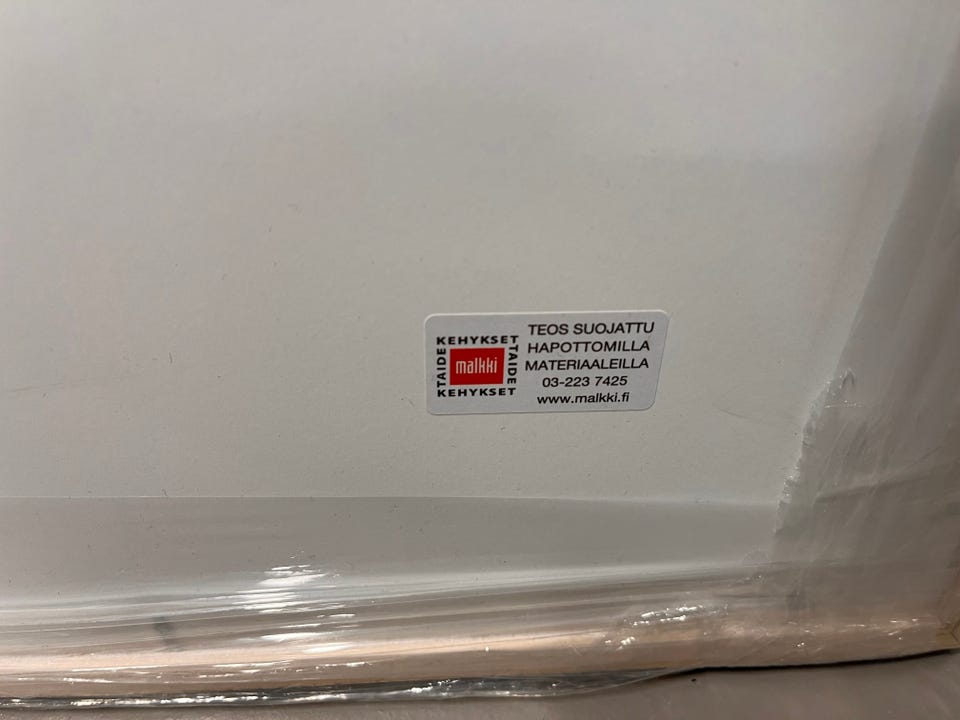 KEHYKSET
TAIDE
malkki
TAIDE
KEHYKSET
TEOS SUOJATTU
HAPOTTOMILLA
MATERIAALEILLA
03-223 7425
www.malkki.fi